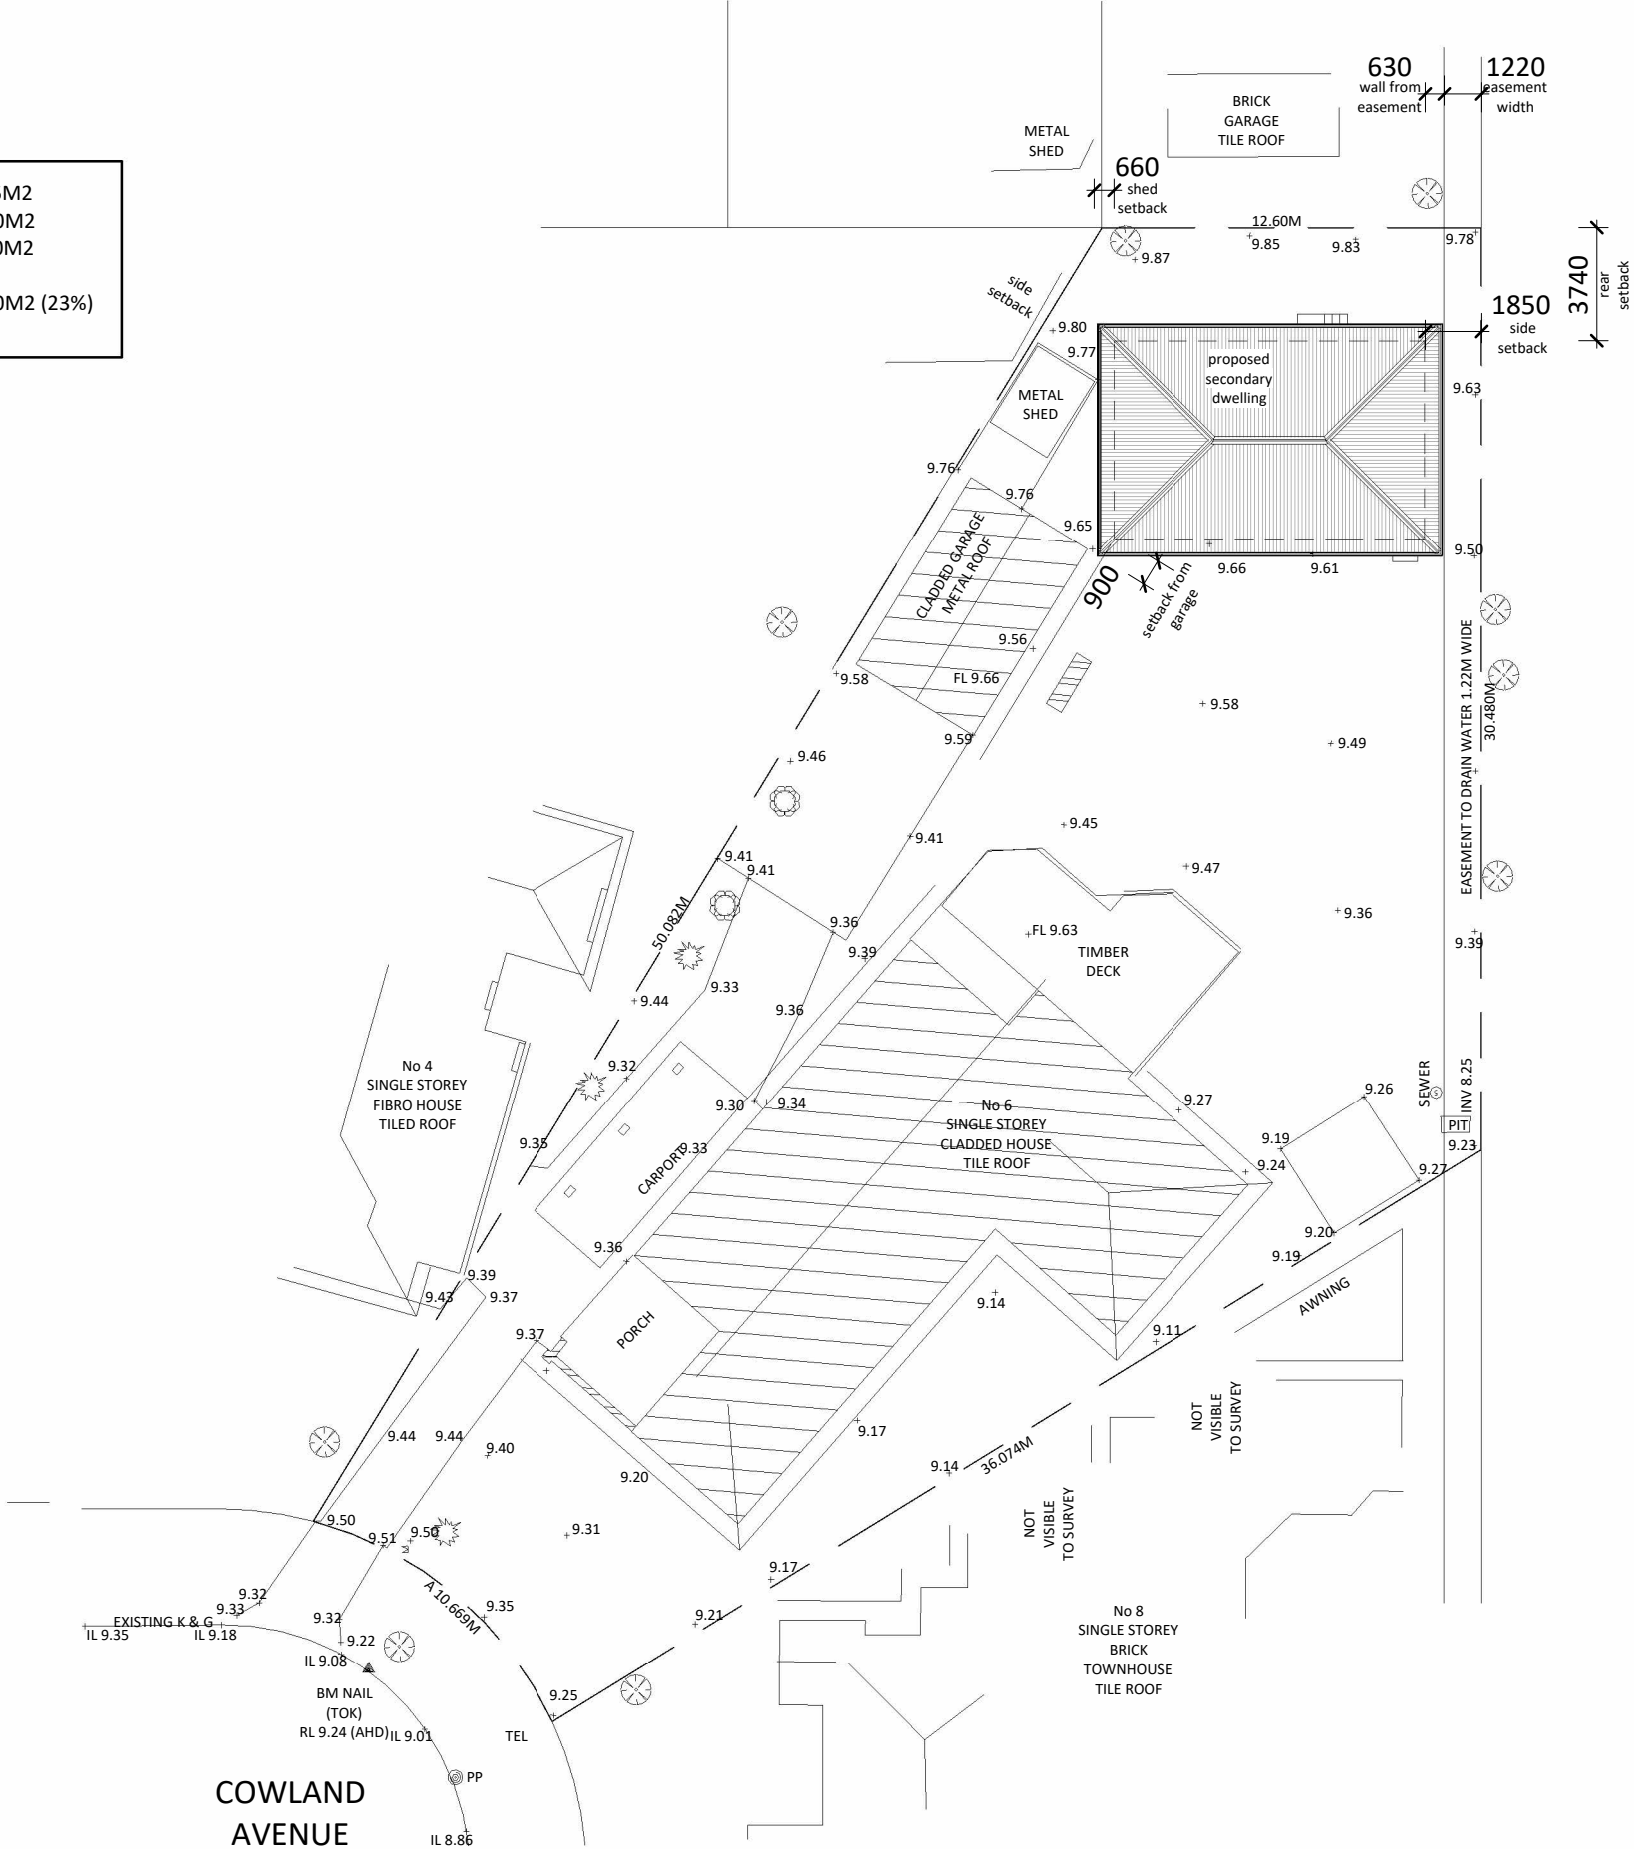 630
wall from
easement
1220
easement
width
BRICK
GARAGE
TILE ROOF
METAL
SHED
660
shed
setback
M2
0M2
0M2
0M2 (23%)
12.60M
9.87
9.85
9.83
9.78
3740
rear
setback
side
setback
1850
side
setback
9.80
9.77
proposed
secondary
dwelling
9.63
METAL
SHED
9.76
9.76
9.65
9.50
9.66
9.61
CLADDED GARAGE
METAL ROOF
900
setback from
garage
9.56
FL 9.66
9.58
9.58
9.59
9.49
9.46
EASEMENT TO DRAIN WATER 1.22M WIDE
30.480M
9.45
9.41
9.41
9.41
9.47
50.082M
9.36
9.36
FL 9.63
TIMBER
DECK
9.39
9.39
9.33
9.44
9.36
No 4
SINGLE STOREY
FIBRO HOUSE
TILED ROOF
9.32
9.30
9.34
No 6
SINGLE STOREY
CLADDED HOUSE
TILE ROOF
9.27
9.26
SEWER
S
INV 8.25
PIT
9.23
9.35
CARPORT
9.33
9.19
9.24
9.27
9.20
9.19
9.36
9.39
9.43
9.37
9.14
AWNING
9.37
PORCH
9.11
NOT
VISIBLE
TO SURVEY
9.44
9.44
9.40
9.20
9.17
9.14
36.074M
NOT
VISIBLE
TO SURVEY
9.50
9.51
9.50
9.31
9.17
A 10.669M
9.32
9.33
EXISTING K & G
IL 9.35
IL 9.18
9.32
9.35
9.21
9.22
IL 9.08
No 8
SINGLE STOREY
BRICK
TOWNHOUSE
TILE ROOF
BM NAIL
(TOK)
RL 9.24 (AHD)
IL 9.01
9.25
TEL
PP
COWLAND
AVENUE
IL 8.86